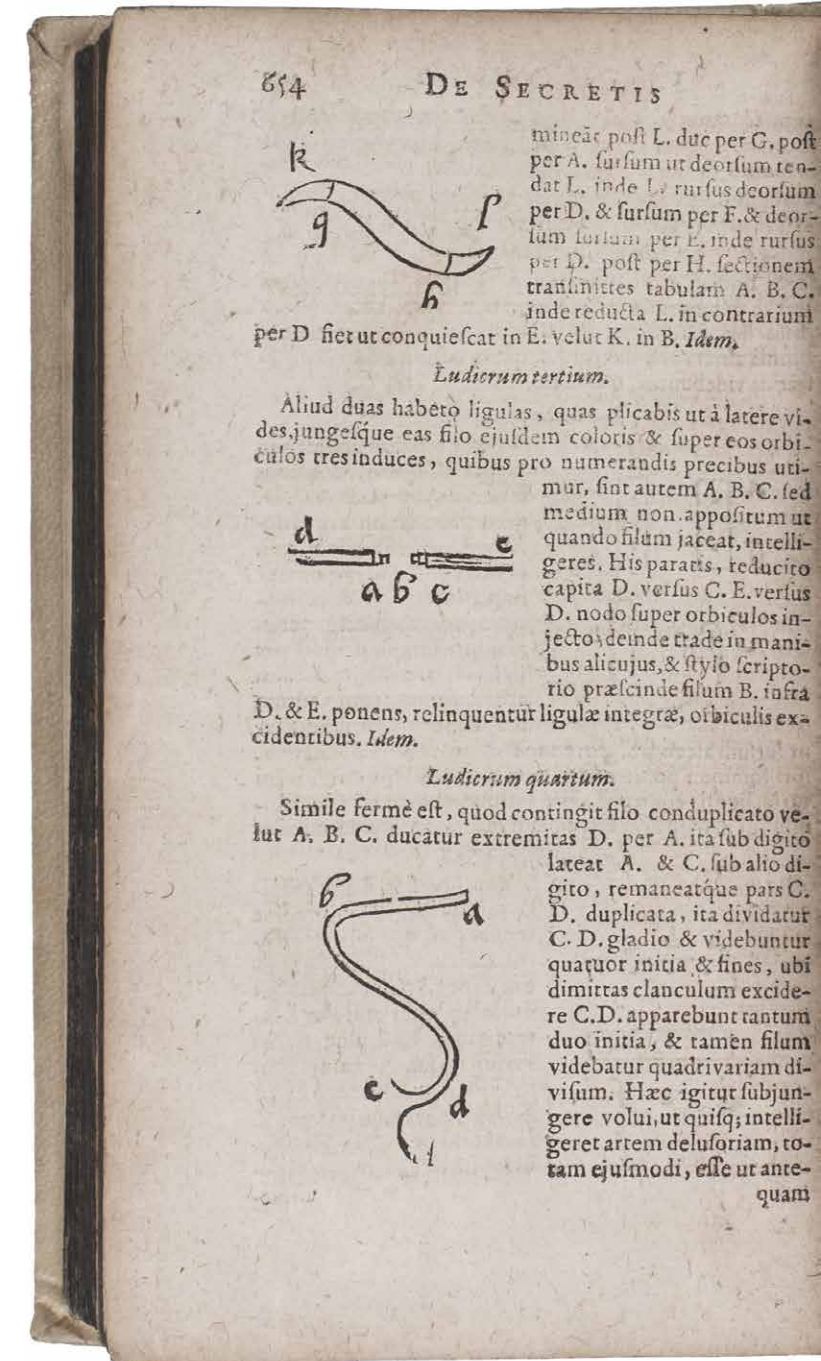 654 DE SECRETIS
mineāt post L. duc per G. post
per A. sursum ut deorsum ten-
dat L. inde L. rursus deorsum
per D. & sursum per F. & deor-
sum sursum per E. inde rursus
per D. post per H. sectionem
transmittes tabulam A. B. C.
inde reducta L. in contrarium
per D fiet ut conquiescat in E. velut K. in B. Idem.
k
g
l
h
Ludicrum tertium.
Aliud duas habeto ligulas, quas plicabis ut à latere vi-
des, jungesque eas filo ejusdem coloris & super eos orbi-
culos tres induces, quibus pro numerandis precibus uti-
mur, sint autem A. B. C. sed
medium non appositum ut
quando filum jaceat, intelli-
geres. His paratis, reducito
capita D. versus C. E. versus
D. nodo super orbiculos in-
jecto; deinde trade in mani-
bus alicujus, & stylo scripto-
rio præscinde filum B. infra
D. & E. ponens, relinquentur ligulæ integræ, orbiculis ex-
cidentibus. Idem.
d e
a b c
Ludicrum quartum.
Simile fermè est, quod contingit filo conduplicato ve-
lut A. B. C. ducatur extremitas D. per A. ita sub digito
lateat A. & C. sub alio di-
gito, remaneatque pars C.
D. duplicata, ita dividatur
C. D. gladio & videbuntur
quatuor initia & fines, ubi
dimittas clanculum excide-
re C. D. apparebunt tantum
duo initia, & tamen filum
videbatur quadrivariam di-
visum. Hæc igitur subjun-
gere volui, ut quisq; intelli-
geret artem delusoriam, to-
tam ejusmodi, esse ut ante-
quam
b
a
c
d